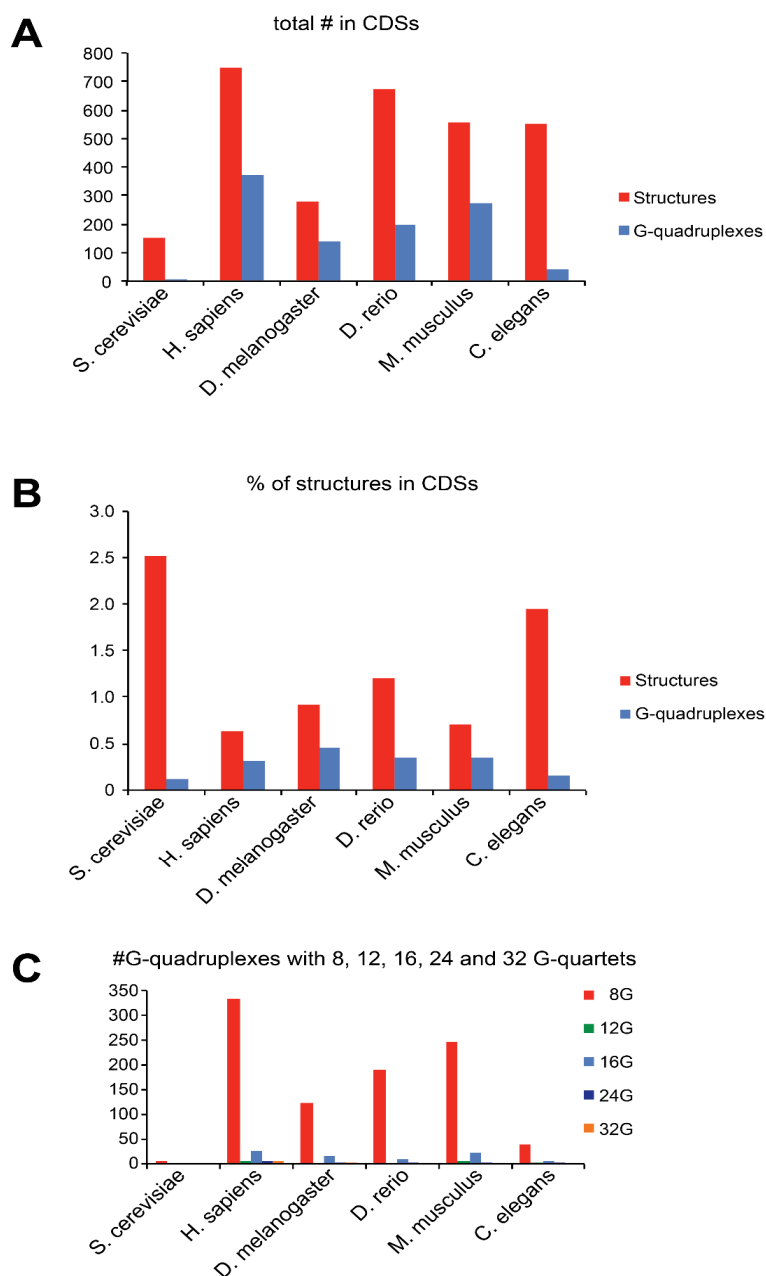 A
total # in CDSs
800
700
600
500
400
300
200
100
0
Structures
G-quadruplexes
S. cerevisiae
H. sapiens
D. melanogaster
D. rerio
M. musculus
C. elegans
B
% of structures in CDSs
3.0
2.5
2.0
1.5
1.0
0.5
0
Structures
G-quadruplexes
S. cerevisiae
H. sapiens
D. melanogaster
D. rerio
M. musculus
C. elegans
C
#G-quadruplexes with 8, 12, 16, 24 and 32 G-quartets
350
300
250
200
150
100
50
0
8G
12G
16G
24G
32G
S. cerevisiae
H. sapiens
D. melanogaster
D. rerio
M. musculus
C. elegans